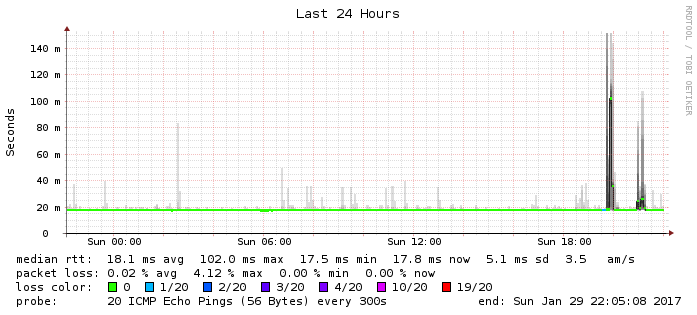 Last 24 Hours
RRDTOOL / TOBI OETIKER
Seconds
140 m
120 m
100 m
80 m
60 m
40 m
20 m
0
Sun 00:00 Sun 06:00 Sun 12:00 Sun 18:00
median rtt: 18.1 ms avg 102.0 ms max 17.5 ms min 17.8 ms now 5.1 ms sd 3.5 am/s
packet loss: 0.02 % avg 4.12 % max 0.00 % min 0.00 % now
loss color: 0 1/20 2/20 3/20 4/20 10/20 19/20
probe: 20 ICMP Echo Pings (56 Bytes) every 300s end: Sun Jan 29 22:05:08 2017